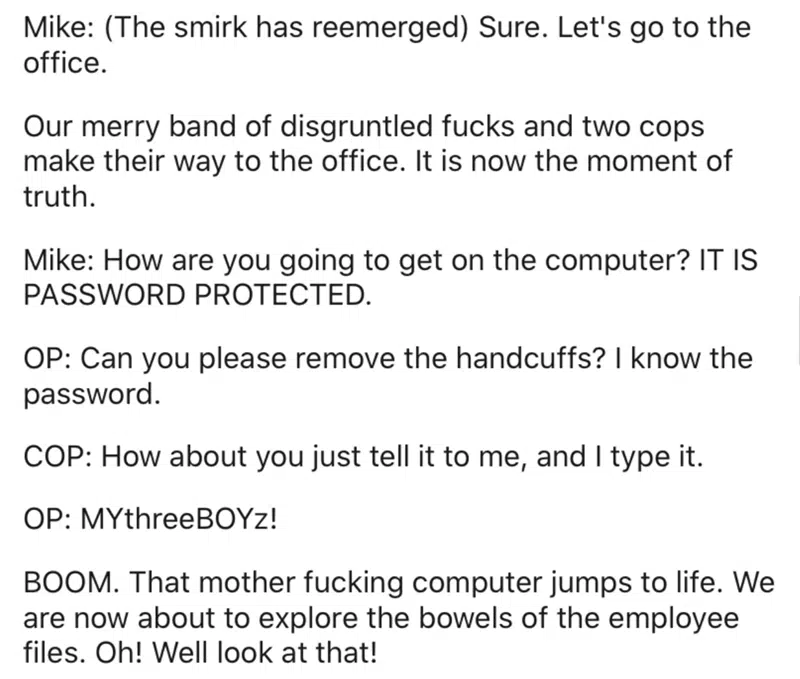 Mike: (The smirk has reemerged) Sure. Let's go to the
office.
Our merry band of disgruntled fucks and two cops
make their way to the office. It is now the moment of
truth.
Mike: How are you going to get on the computer? IT IS
PASSWORD PROTECTED.
OP: Can you please remove the handcuffs? I know the
password.
COP: How about you just tell it to me, and I type it.
OP: MYthreeBOYz!
BOOM. That mother fucking computer jumps to life. We
are now about to explore the bowels of the employee
files. Oh! Well look at that!